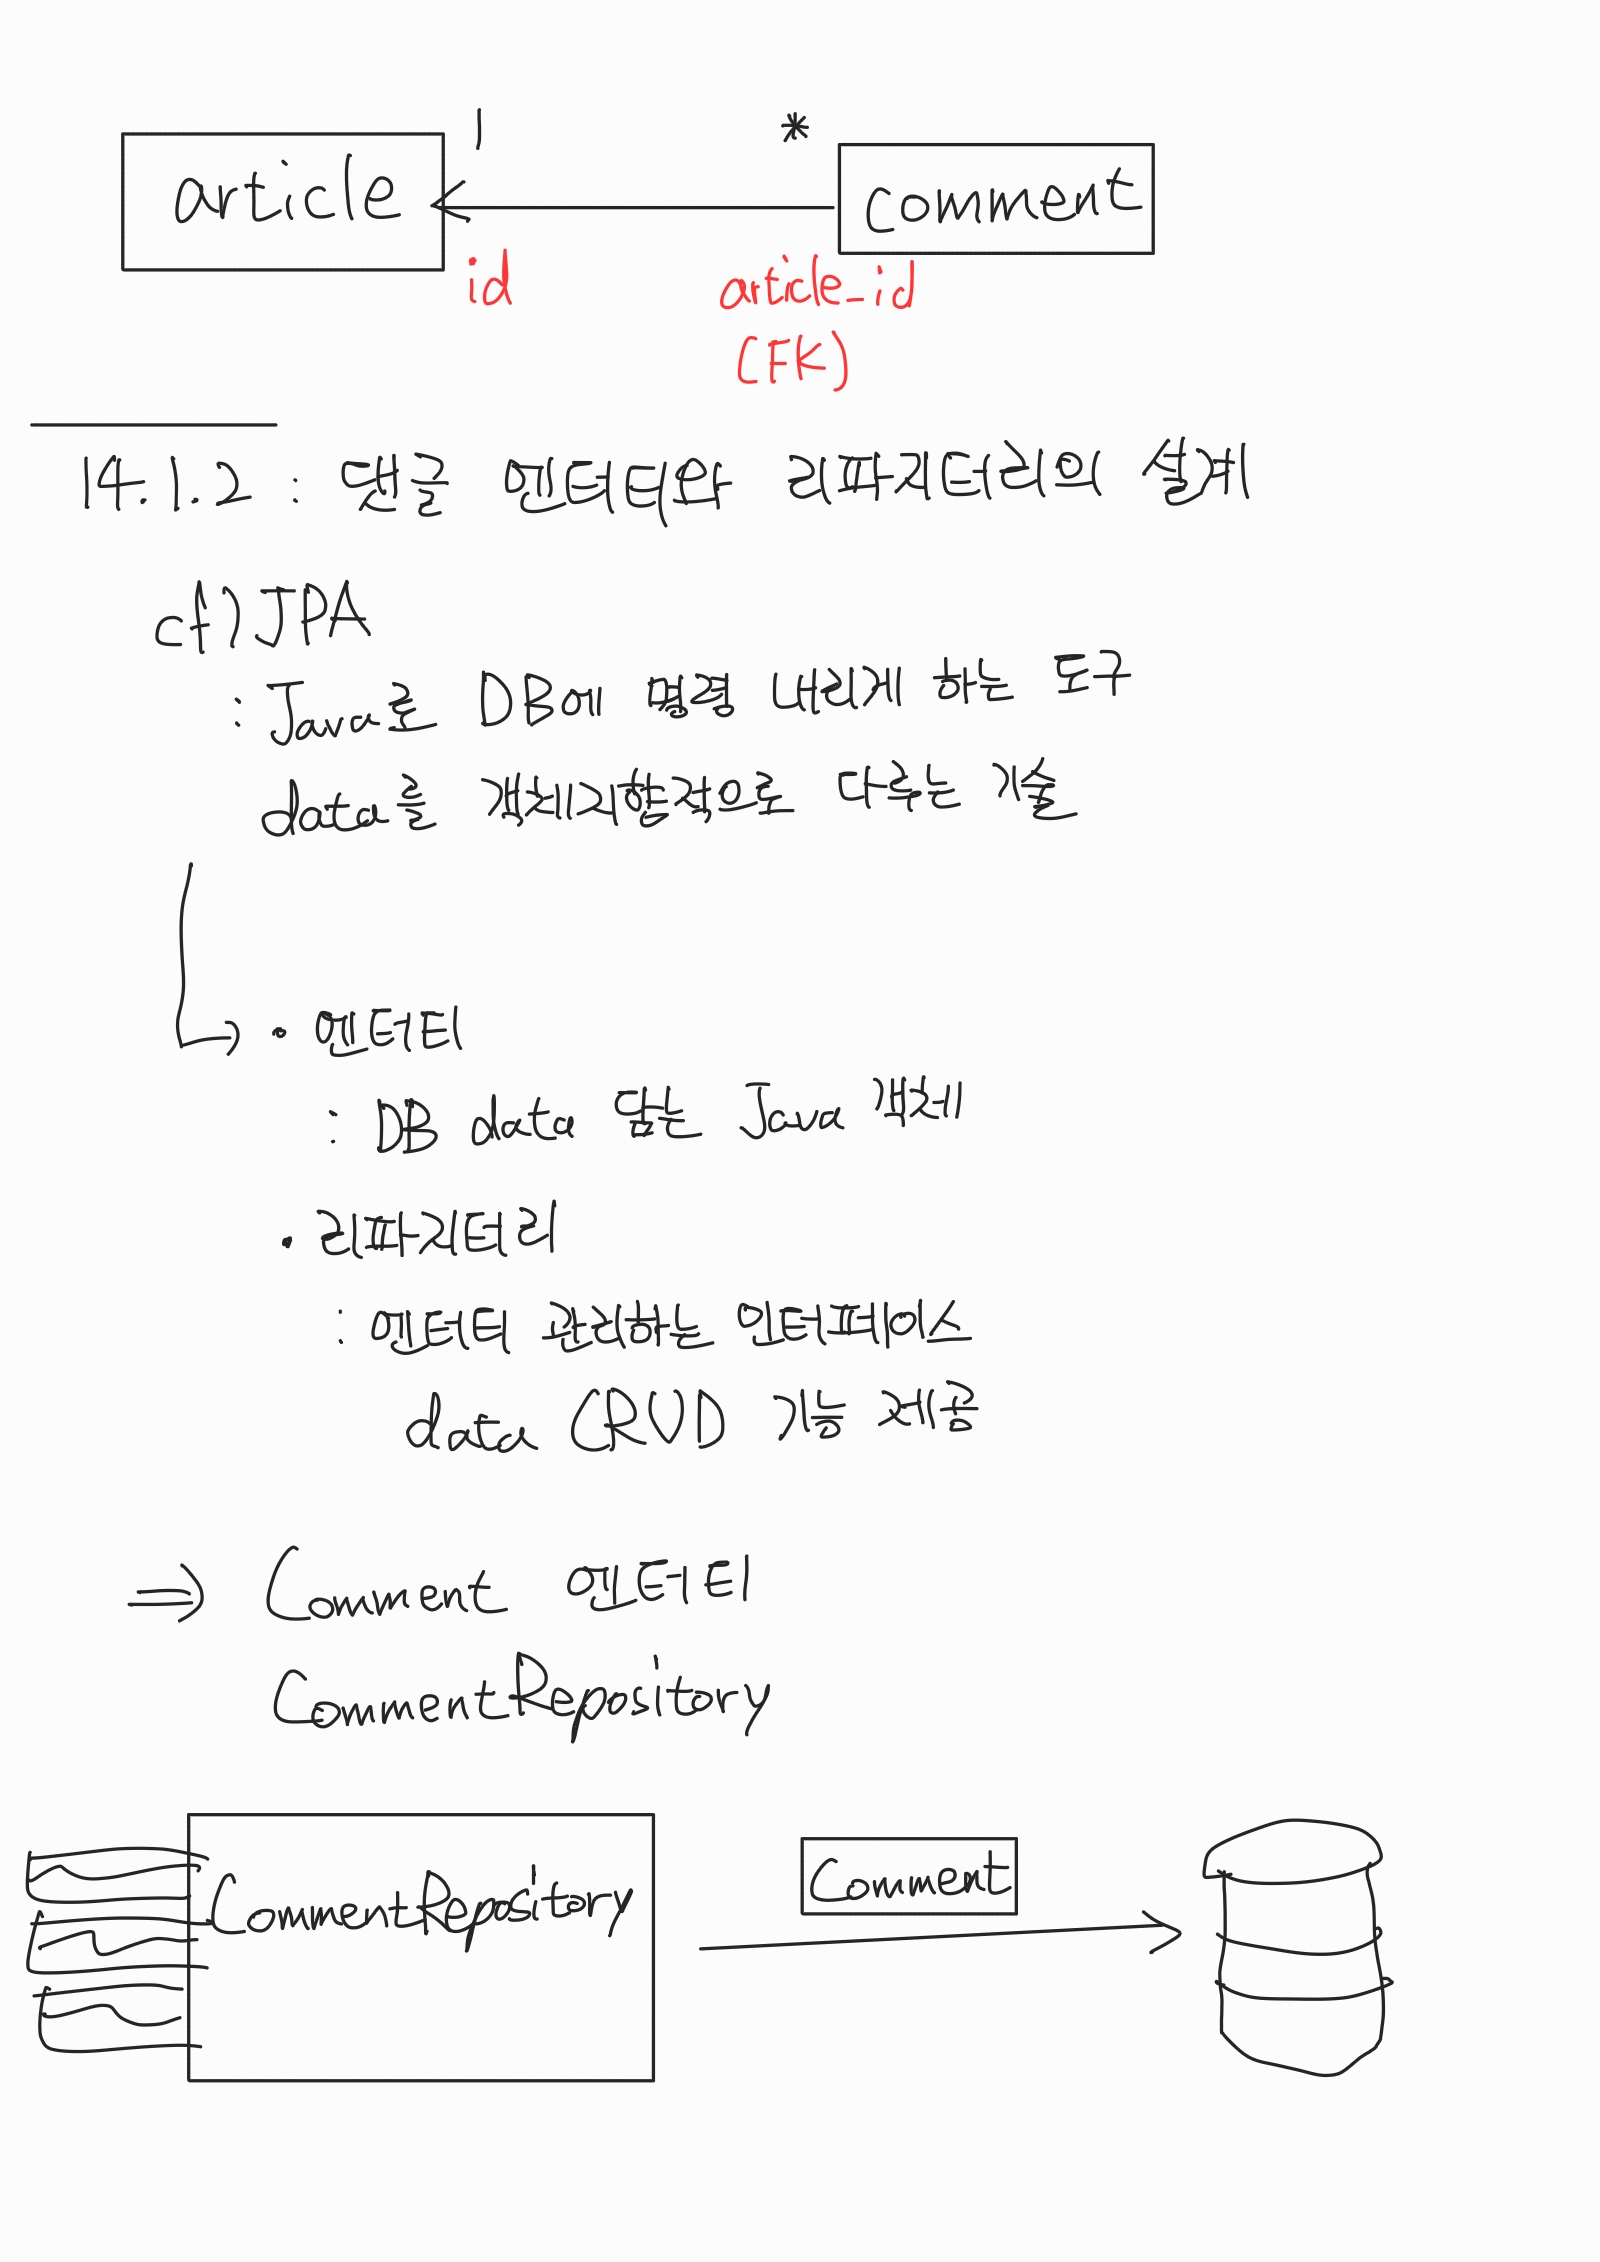 1 *
article comment
id article_id
(FK)
14.1.2 :댓글 엔터티와 리파지터리의 설계
cf) JPA
: Java로 DB에 명령 내리게 하는 도구
data를 객체지향적으로 다루는 기술
• 엔터티
: DB data 담는 Java 객체
• 리파지터리
: 엔터티 관리하는 인터페이스
data CRUD 기능 제공
⇒ Comment 엔터티
CommentRepository
Comment
CommentRepository